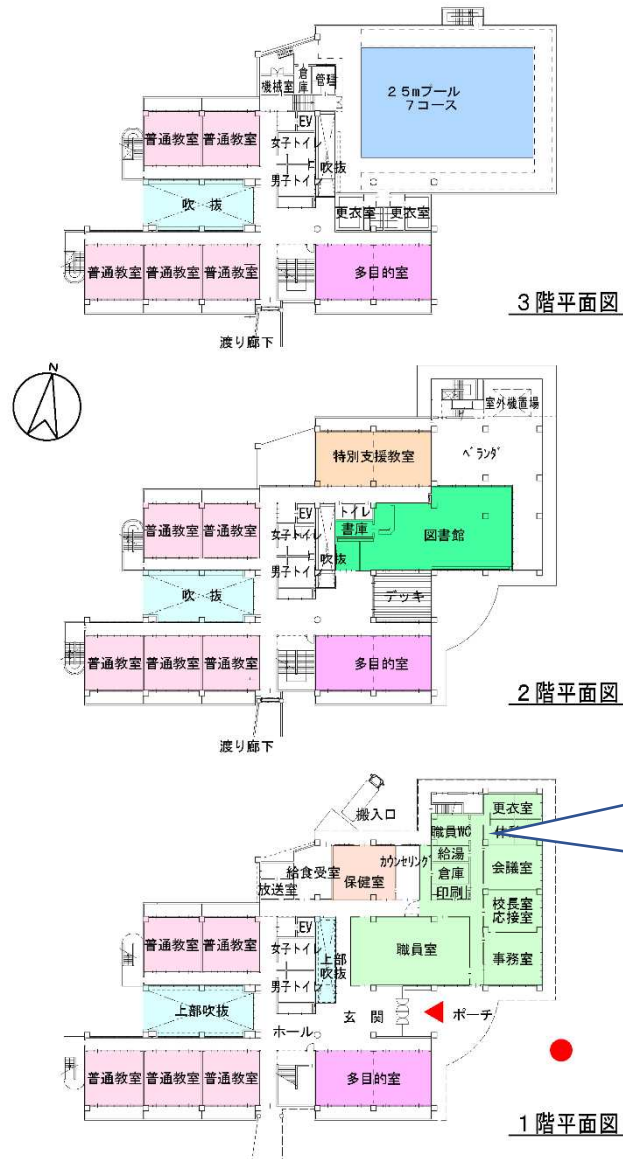 25mプール
7コース
機械室
倉庫
管理
EV
普通教室
普通教室
女子トイレ
男子トイレ
吹抜
吹 抜
更衣室
更衣室
普通教室
普通教室
普通教室
多目的室
3階平面図
渡り廊下
N
室外機置場
特別支援教室
ベランダ
EV
トイレ
普通教室
普通教室
女子トイレ
書庫
図書館
男子トイレ
吹抜
吹 抜
デッキ
普通教室
普通教室
普通教室
多目的室
2階平面図
渡り廊下
搬入口
更衣室
職員WC
給食受室
カウンセリング
給湯
会議室
放送室
保健室
倉庫
印刷
校長室
応接室
EV
普通教室
普通教室
女子トイレ
上部
吹抜
職員室
事務室
男子トイレ
上部吹抜
玄 関
ポーチ
ホール
普通教室
普通教室
普通教室
多目的室
1階平面図